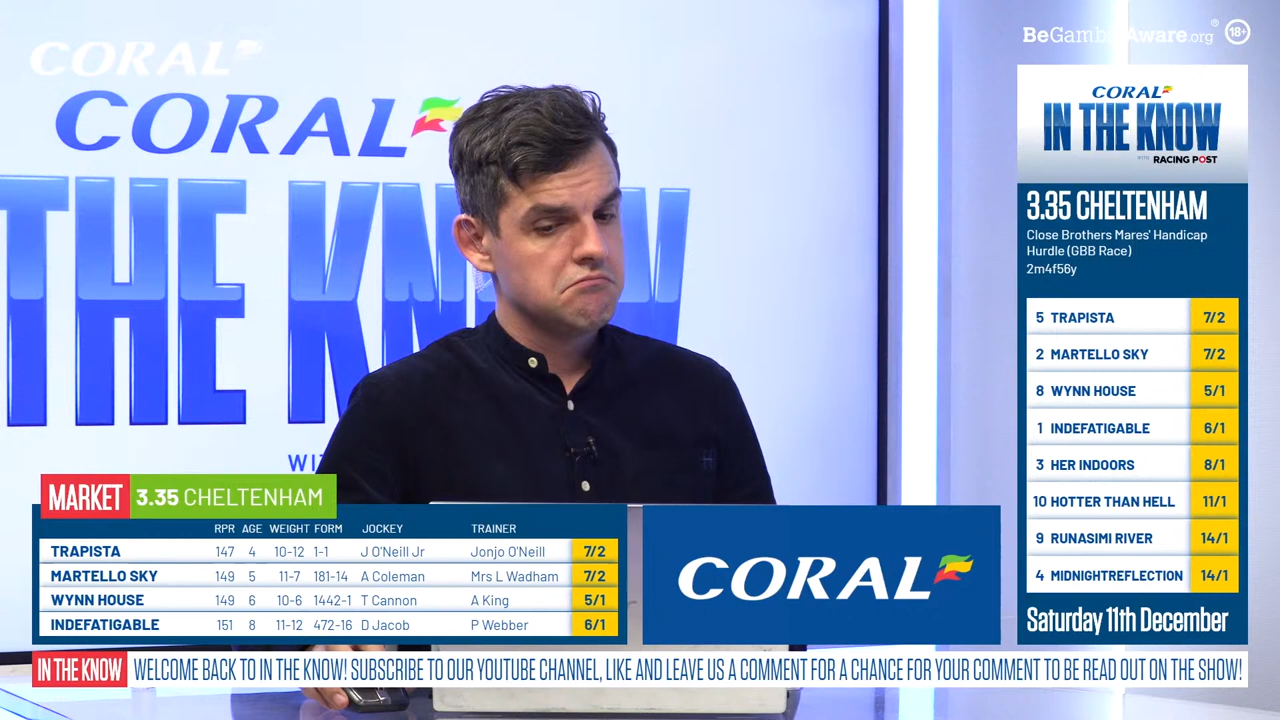 CORAL
BeGambleAware.org® 18+
CORAL
THE KNOW
WIT
CORAL
IN THE KNOW
WITH RACING POST
3.35 CHELTENHAM
Close Brothers Mares' Handicap
Hurdle (GBB Race)
2m4f56y
5 TRAPISTA 7/2
2 MARTELLO SKY 7/2
8 WYNN HOUSE 5/1
1 INDEFATIGABLE 6/1
3 HER INDOORS 8/1
10 HOTTER THAN HELL 11/1
9 RUNASIMI RIVER 14/1
4 MIDNIGHTREFLECTION 14/1
Saturday 11th December
MARKET 3.35 CHELTENHAM
RPR AGE WEIGHT FORM JOCKEY TRAINER
TRAPISTA 147 4 10-12 1-1 J O'Neill Jr Jonjo O'Neill 7/2
MARTELLO SKY 149 5 11-7 181-14 A Coleman Mrs L Wadham 7/2
WYNN HOUSE 149 6 10-6 1442-1 T Cannon A King 5/1
INDEFATIGABLE 151 8 11-12 472-16 D Jacob P Webber 6/1
CORAL
IN THE KNOW WELCOME BACK TO IN THE KNOW! SUBSCRIBE TO OUR YOUTUBE CHANNEL, LIKE AND LEAVE US A COMMENT FOR A CHANCE FOR YOUR COMMENT TO BE READ OUT ON THE SHOW!